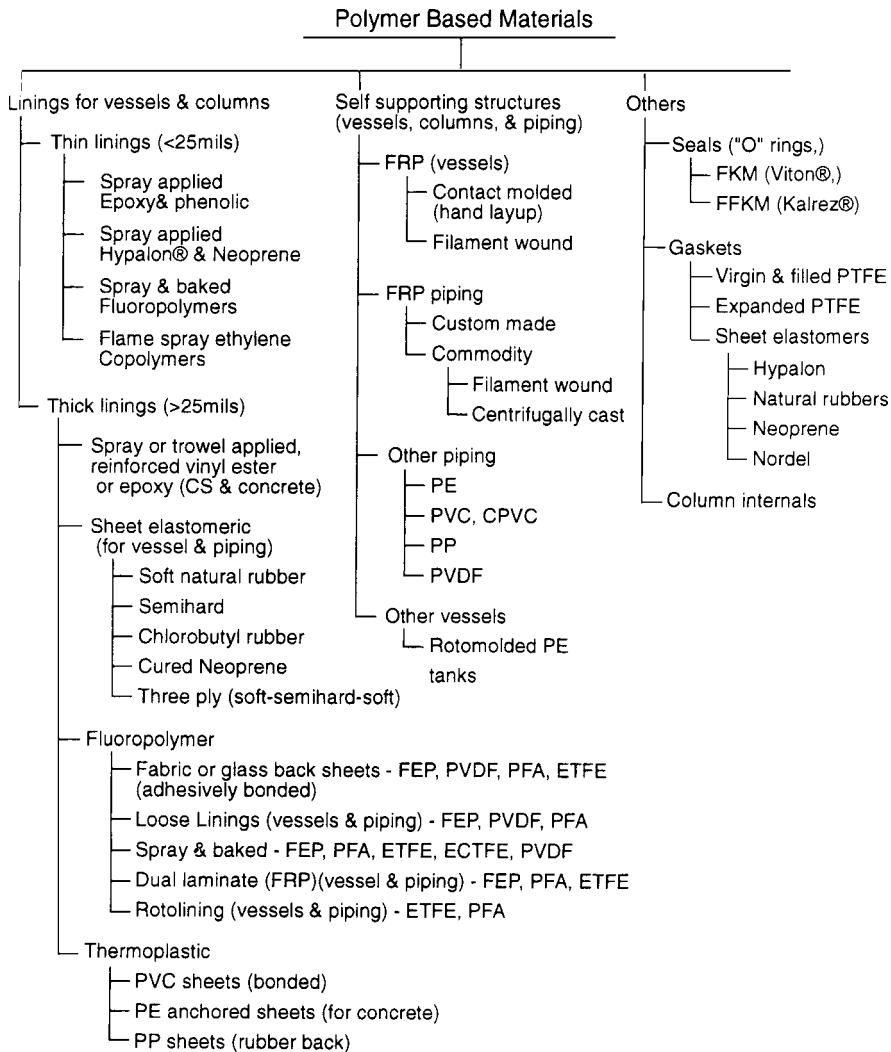 Polymer Based Materials
Linings for vessels & columns
Thin linings (<25mils)
Spray applied
Epoxy& phenolic
Spray applied
Hypalon® & Neoprene
Spray & baked
Fluoropolymers
Flame spray ethylene
Copolymers
Thick linings (>25mils)
Spray or trowel applied,
reinforced vinyl ester
or epoxy (CS & concrete)
Sheet elastomeric
(for vessel & piping)
Soft natural rubber
Semihard
Chlorobutyl rubber
Cured Neoprene
Three ply (soft-semihard-soft)
Fluoropolymer
Fabric or glass back sheets - FEP, PVDF, PFA, ETFE
(adhesively bonded)
Loose Linings (vessels & piping) - FEP, PVDF, PFA
Spray & baked - FEP, PFA, ETFE, ECTFE, PVDF
Dual laminate (FRP)(vessel & piping) - FEP, PFA, ETFE
Rotolining (vessels & piping) - ETFE, PFA
Thermoplastic
PVC sheets (bonded)
PE anchored sheets (for concrete)
PP sheets (rubber back)
Self supporting structures
(vessels, columns, & piping)
FRP (vessels)
Contact molded
(hand layup)
Filament wound
FRP piping
Custom made
Commodity
Filament wound
Centrifugally cast
Other piping
PE
PVC, CPVC
PP
PVDF
Other vessels
Rotomolded PE
tanks
Others
Seals ("O" rings,)
FKM (Viton®,)
FFKM (Kalrez®)
Gaskets
Virgin & filled PTFE
Expanded PTFE
Sheet elastomers
Hypalon
Natural rubbers
Neoprene
Nordel
Column internals